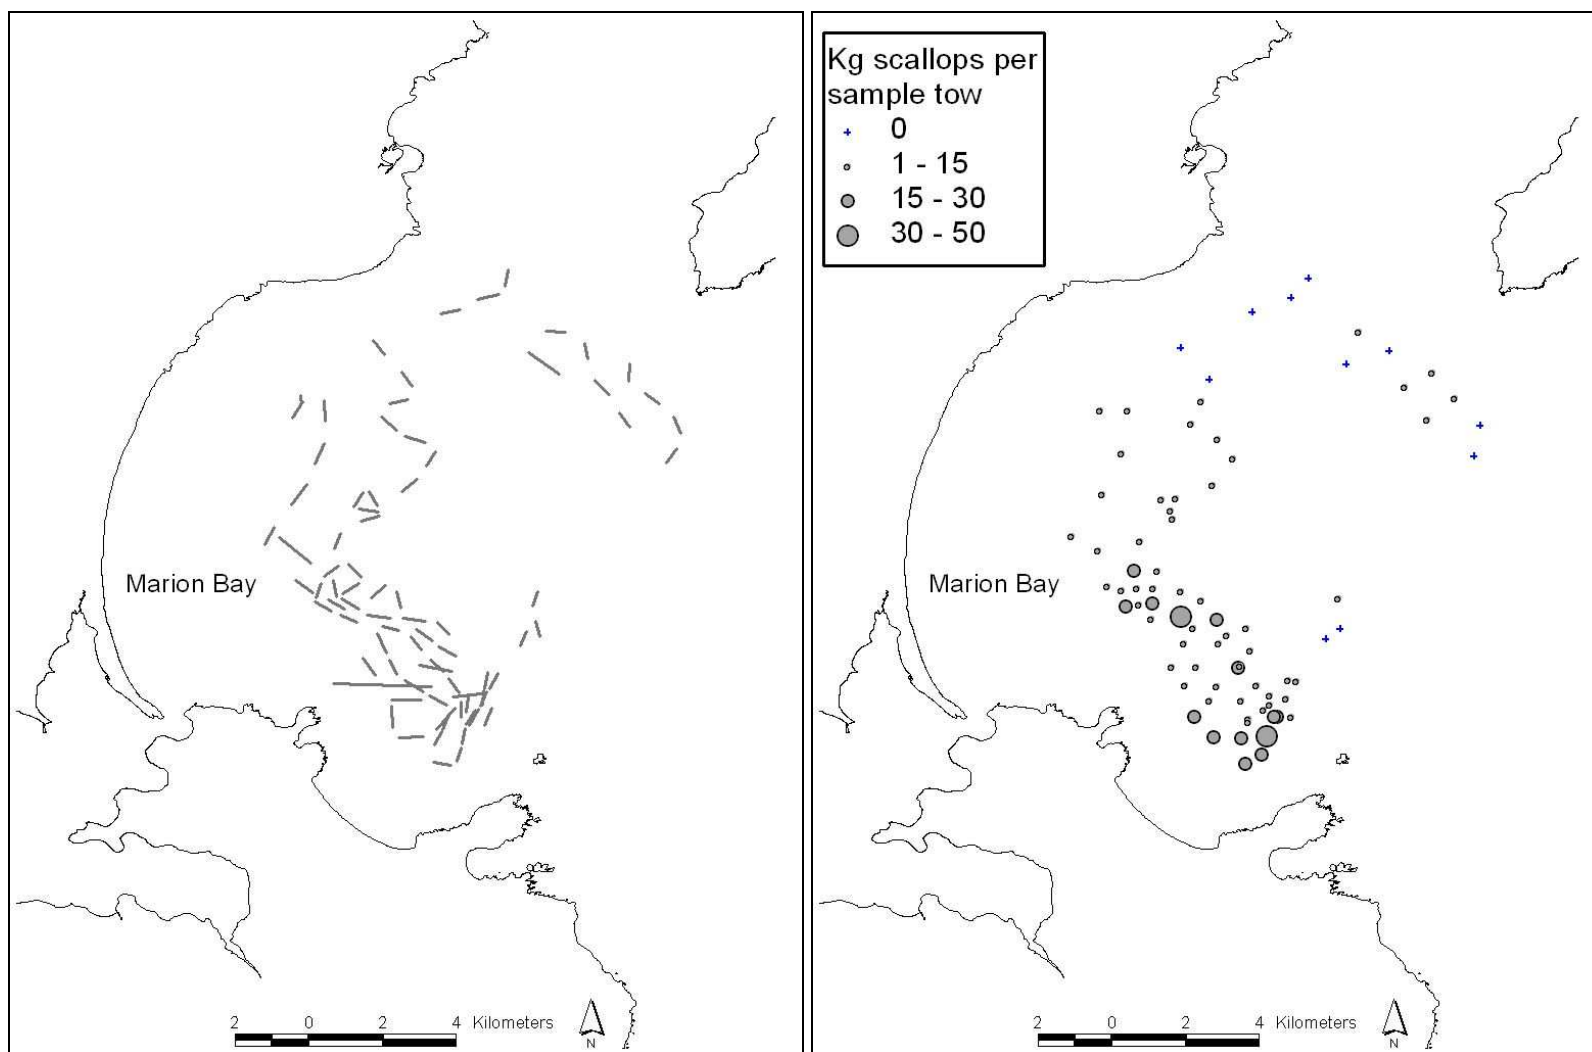 Marion Bay
2 0 2 4 Kilometers
N
Kg scallops per
sample tow
0
1 - 15
15 - 30
30 - 50
Marion Bay
2 0 2 4 Kilometers
N